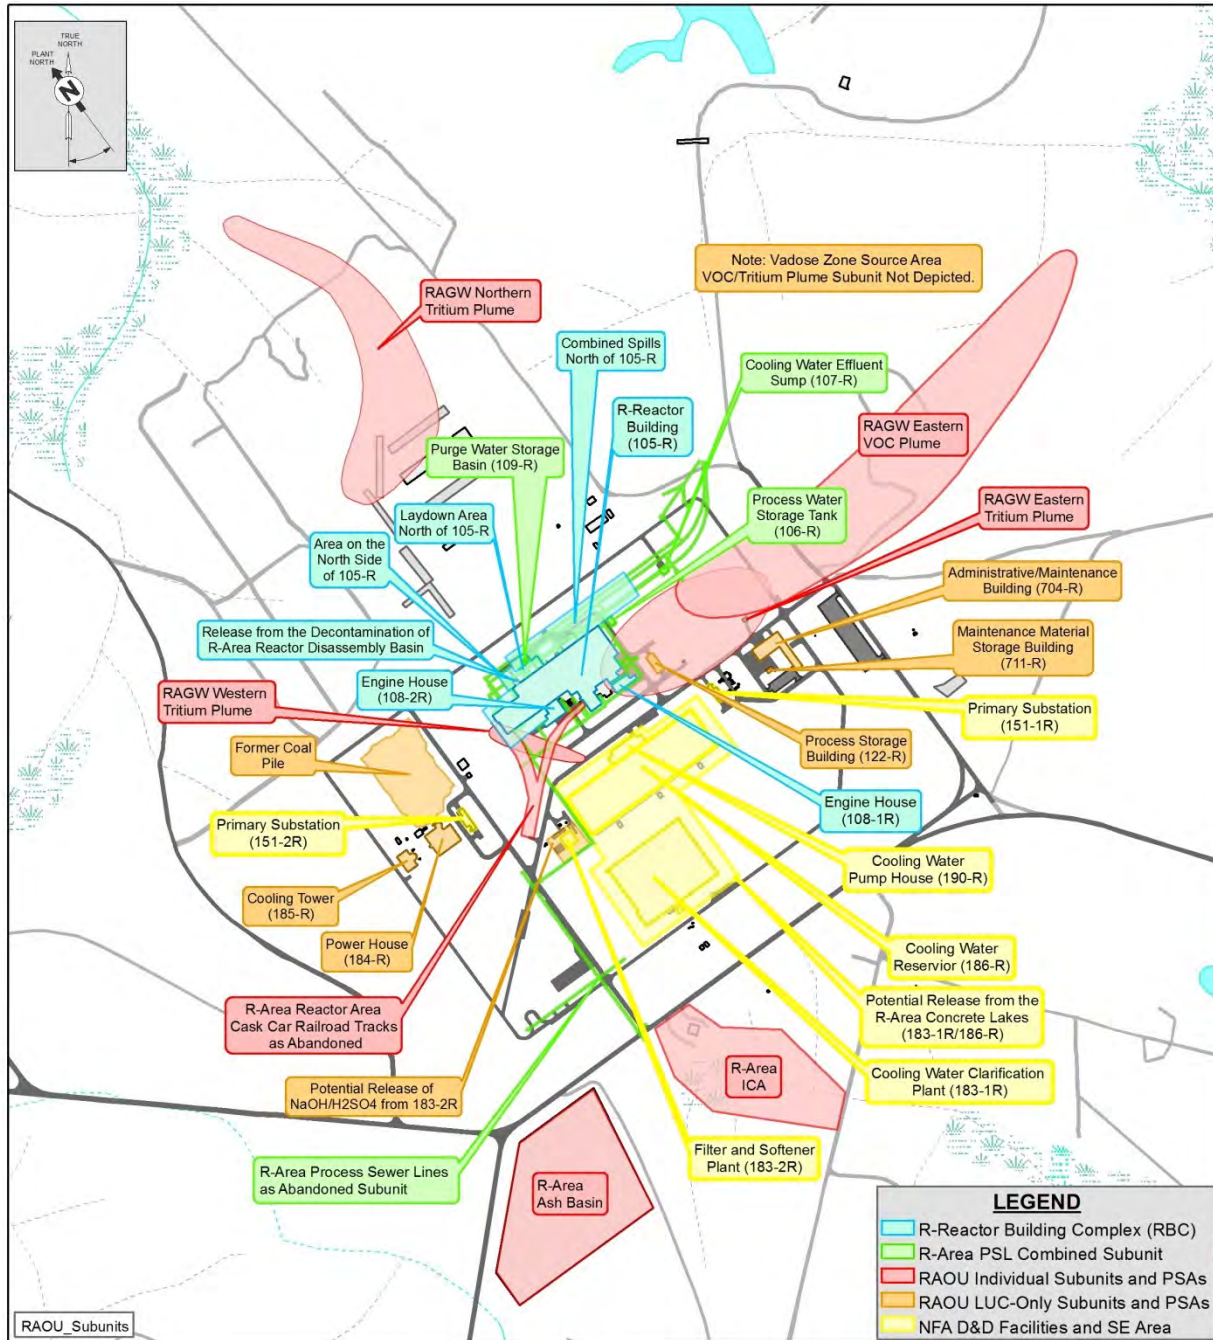 TRUE
NORTH
PLANT
NORTH
N
Note: Vadose Zone Source Area
VOC/Tritium Plume Subunit Not Depicted.
RAGW Northern
Tritium Plume
Combined Spills
North of 105-R
Cooling Water Effluent
Sump (107-R)
R-Reactor
Building
(105-R)
RAGW Eastern
VOC Plume
Purge Water Storage
Basin (109-R)
Process Water
Storage Tank
(106-R)
RAGW Eastern
Tritium Plume
Laydown Area
North of 105-R
Area on the
North Side
of 105-R
Administrative/Maintenance
Building (704-R)
Release from the Decontamination of
R-Area Reactor Disassembly Basin
Maintenance Material
Storage Building
(711-R)
Engine House
(108-2R)
RAGW Western
Tritium Plume
Primary Substation
(151-1R)
Former Coal
Pile
Process Storage
Building (122-R)
Engine House
(108-1R)
Primary Substation
(151-2R)
Cooling Water
Pump House (190-R)
Cooling Tower
(185-R)
Power House
(184-R)
Cooling Water
Reservior (186-R)
R-Area Reactor Area
Cask Car Railroad Tracks
as Abandoned
Potential Release from the
R-Area Concrete Lakes
(183-1R/186-R)
R-Area
ICA
Cooling Water Clarification
Plant (183-1R)
Potential Release of
NaOH/H2SO4 from 183-2R
Filter and Softener
Plant (183-2R)
R-Area Process Sewer Lines
as Abandoned Subunit
R-Area
Ash Basin
LEGEND
R-Reactor Building Complex (RBC)
R-Area PSL Combined Subunit
RAOU Individual Subunits and PSAs
RAOU LUC-Only Subunits and PSAs
NFA D&D Facilities and SE Area
RAOU_Subunits